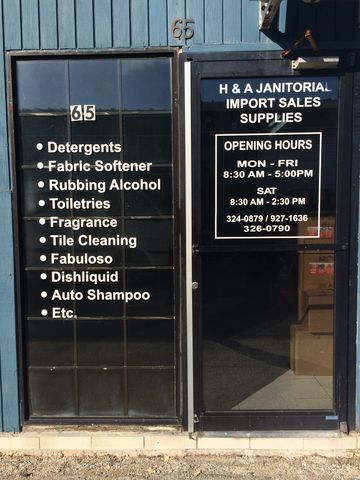 65
65
• Detergents
• Fabric Softener
• Rubbing Alcohol
• Toiletries
• Fragrance
• Tile Cleaning
• Fabuloso
• Dishliquid
• Auto Shampoo
• Etc.
H & A JANITORIAL
IMPORT SALES
SUPPLIES
OPENING HOURS
MON - FRI
8:30 AM - 5:00PM
SAT
8:30 AM - 2:30 PM
324-0879 / 927-1636
326-0790